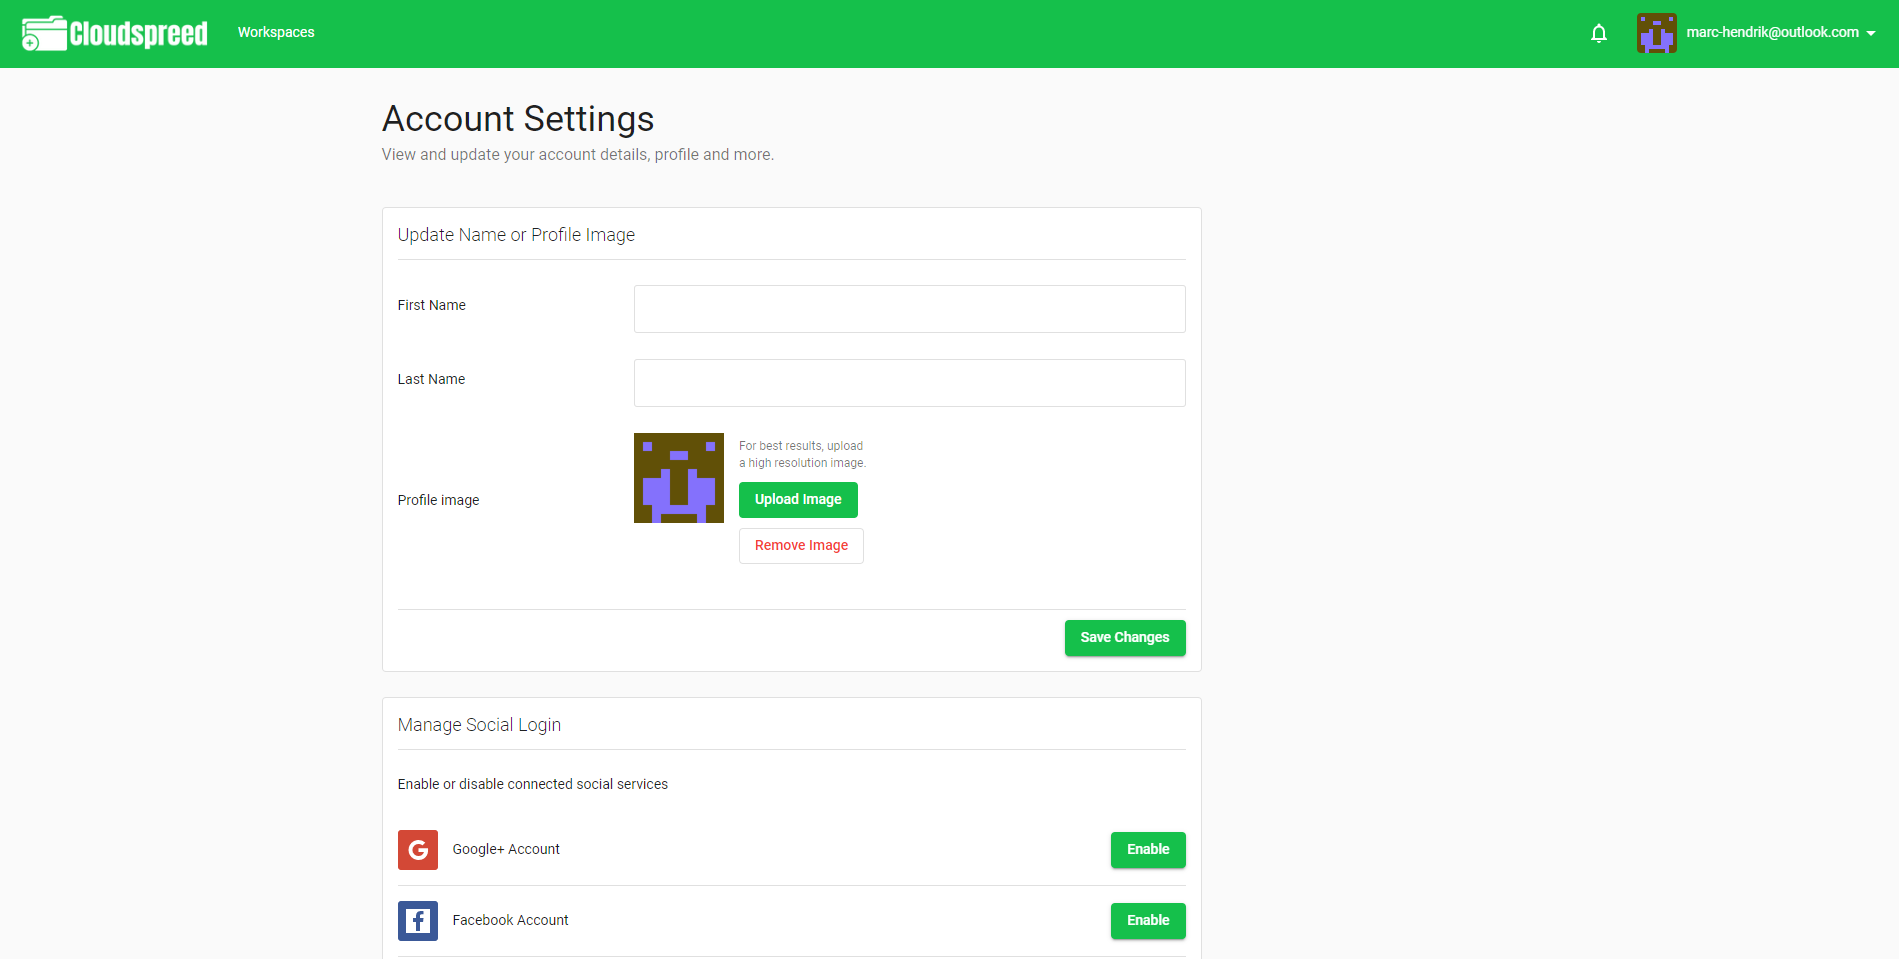 Cloudspreed
Workspaces
marc-hendrik@outlook.com
Account Settings
View and update your account details, profile and more.
Update Name or Profile Image
First Name
Last Name
Profile image
For best results, upload
a high resolution image.
Upload Image
Remove Image
Save Changes
Manage Social Login
Enable or disable connected social services
G
Google+ Account
Enable
f
Facebook Account
Enable